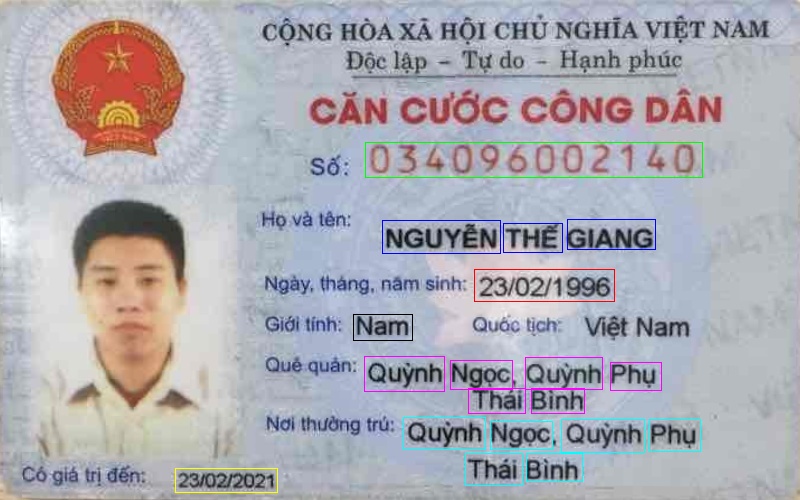 CỘNG HÒA XÃ HỘI CHỦ NGHĨA VIỆT NAM
Độc lập – Tự do – Hạnh phúc
CĂN CƯỚC CÔNG DÂN
Số: 034096002140
Họ và tên: NGUYỄN THẾ GIANG
Ngày, tháng, năm sinh: 23/02/1996
Giới tính: Nam Quốc tịch: Việt Nam
Quê quán: Quỳnh Ngọc, Quỳnh Phụ
Thái Bình
Nơi thường trú: Quỳnh Ngọc, Quỳnh Phụ
Thái Bình
Có giá trị đến: 23/02/2021